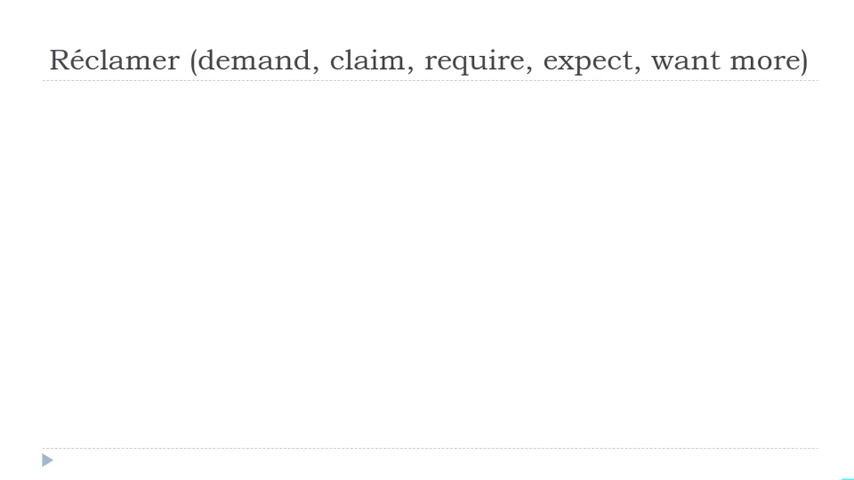 Réclamer (demand, claim, require, expect, want more)